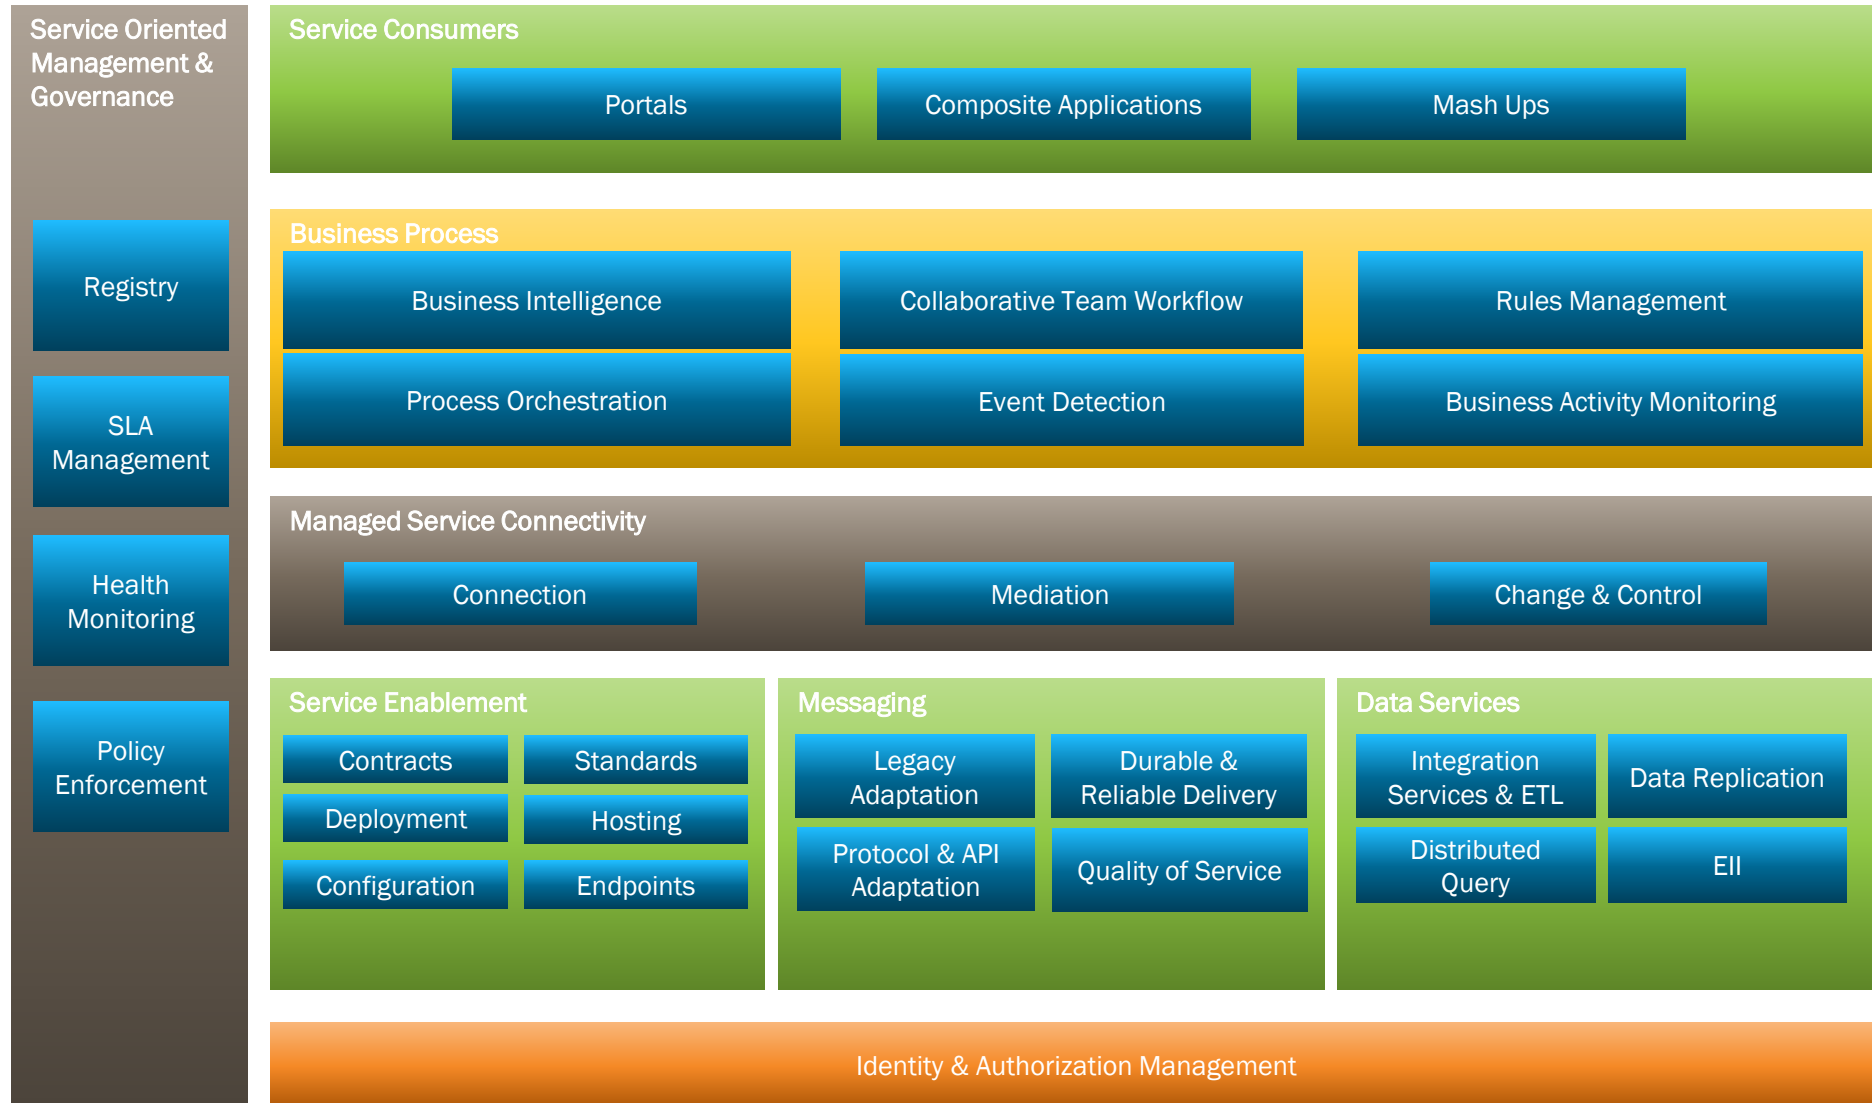 Service Oriented
Management &
Governance
Registry
SLA
Management
Health
Monitoring
Policy
Enforcement
Service Consumers
Portals
Composite Applications
Mash Ups
Business Process
Business Intelligence
Collaborative Team Workflow
Rules Management
Process Orchestration
Event Detection
Business Activity Monitoring
Managed Service Connectivity
Connection
Mediation
Change & Control
Service Enablement
Contracts
Standards
Deployment
Hosting
Configuration
Endpoints
Messaging
Legacy
Adaptation
Durable &
Reliable Delivery
Protocol & API
Adaptation
Quality of Service
Data Services
Integration
Services & ETL
Data Replication
Distributed
Query
EII
Identity & Authorization Management